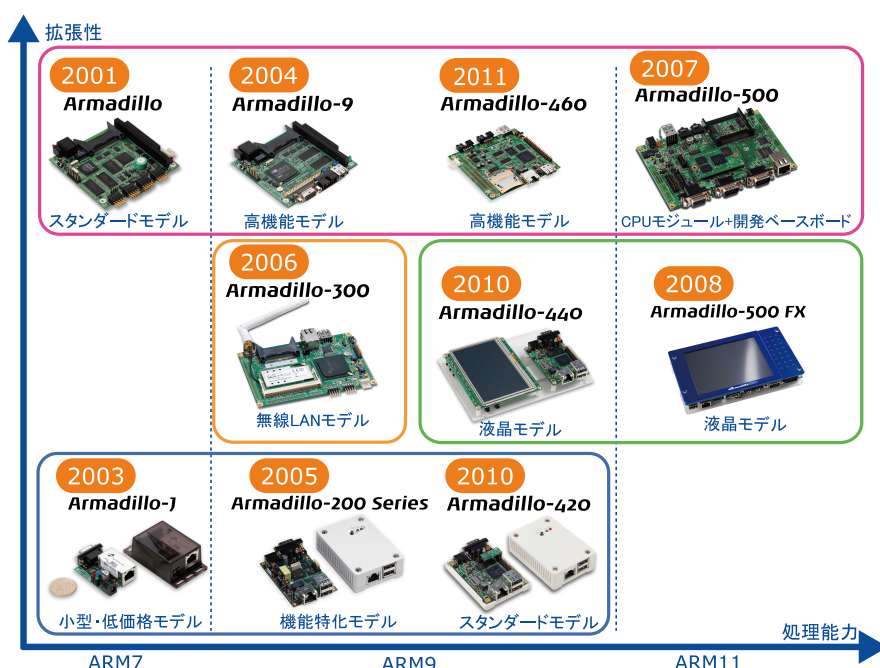 拡張性
2001
Armadillo
スタンダードモデル
2004
Armadillo-9
高機能モデル
2011
Armadillo-460
高機能モデル
2007
Armadillo-500
CPUモジュール+開発ベースボード
2006
Armadillo-300
無線LANモデル
2010
Armadillo-440
液晶モデル
2008
Armadillo-500 FX
液晶モデル
2003
Armadillo-J
小型・低価格モデル
2005
Armadillo-200 Series
機能特化モデル
2010
Armadillo-420
スタンダードモデル
処理能力
ARM7
ARM9
ARM11